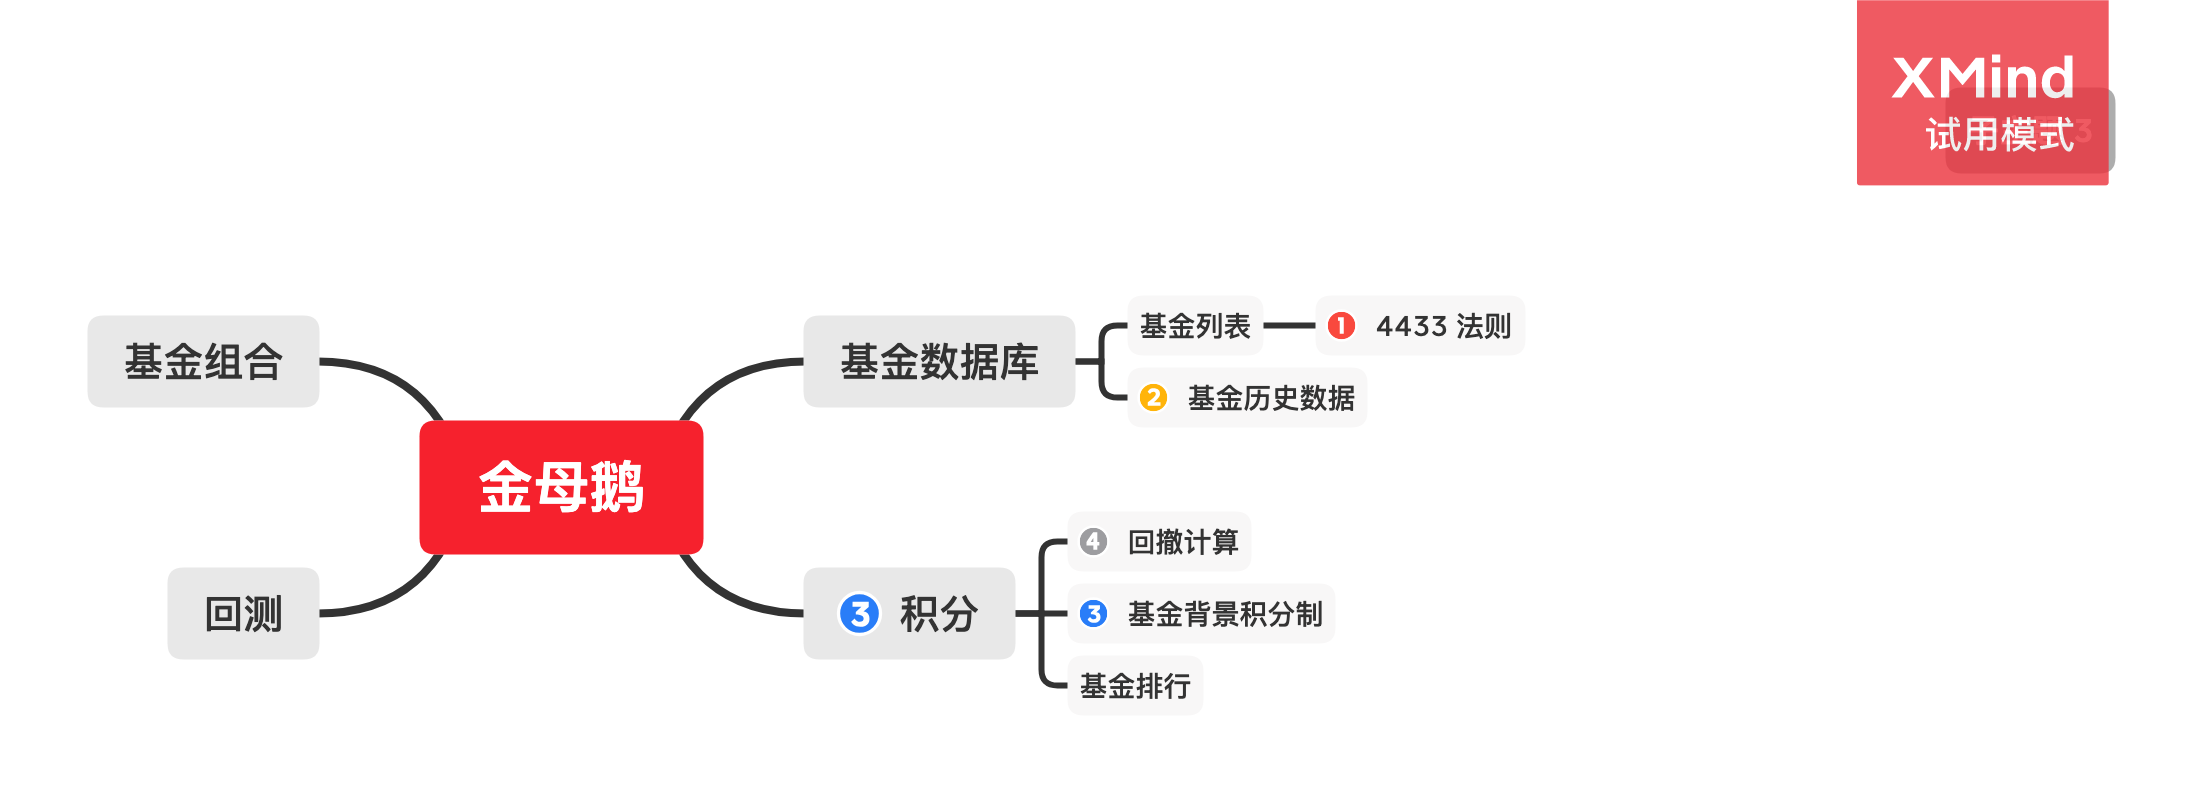 XMind
试用模式
3
基金组合
金母鹅
回测
基金数据库
基金列表
1 4433 法则
2 基金历史数据
3 积分
4 回撤计算
3 基金背景积分制
基金排行